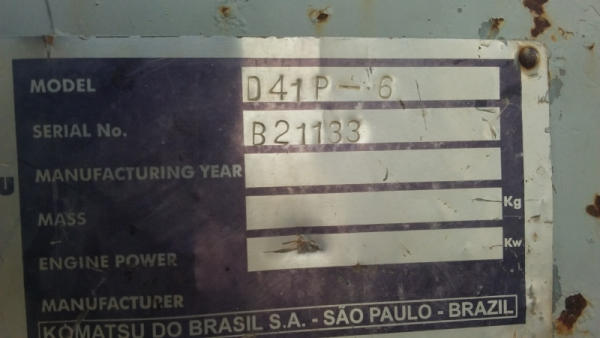 MODEL D41P-6
SERIAL No. B21133
MANUFACTURING YEAR
U
MASS Kg
ENGINE POWER Kw
MANUFACTURER
KOMATSU DO BRASIL S.A. - SÃO PAULO - BRAZIL